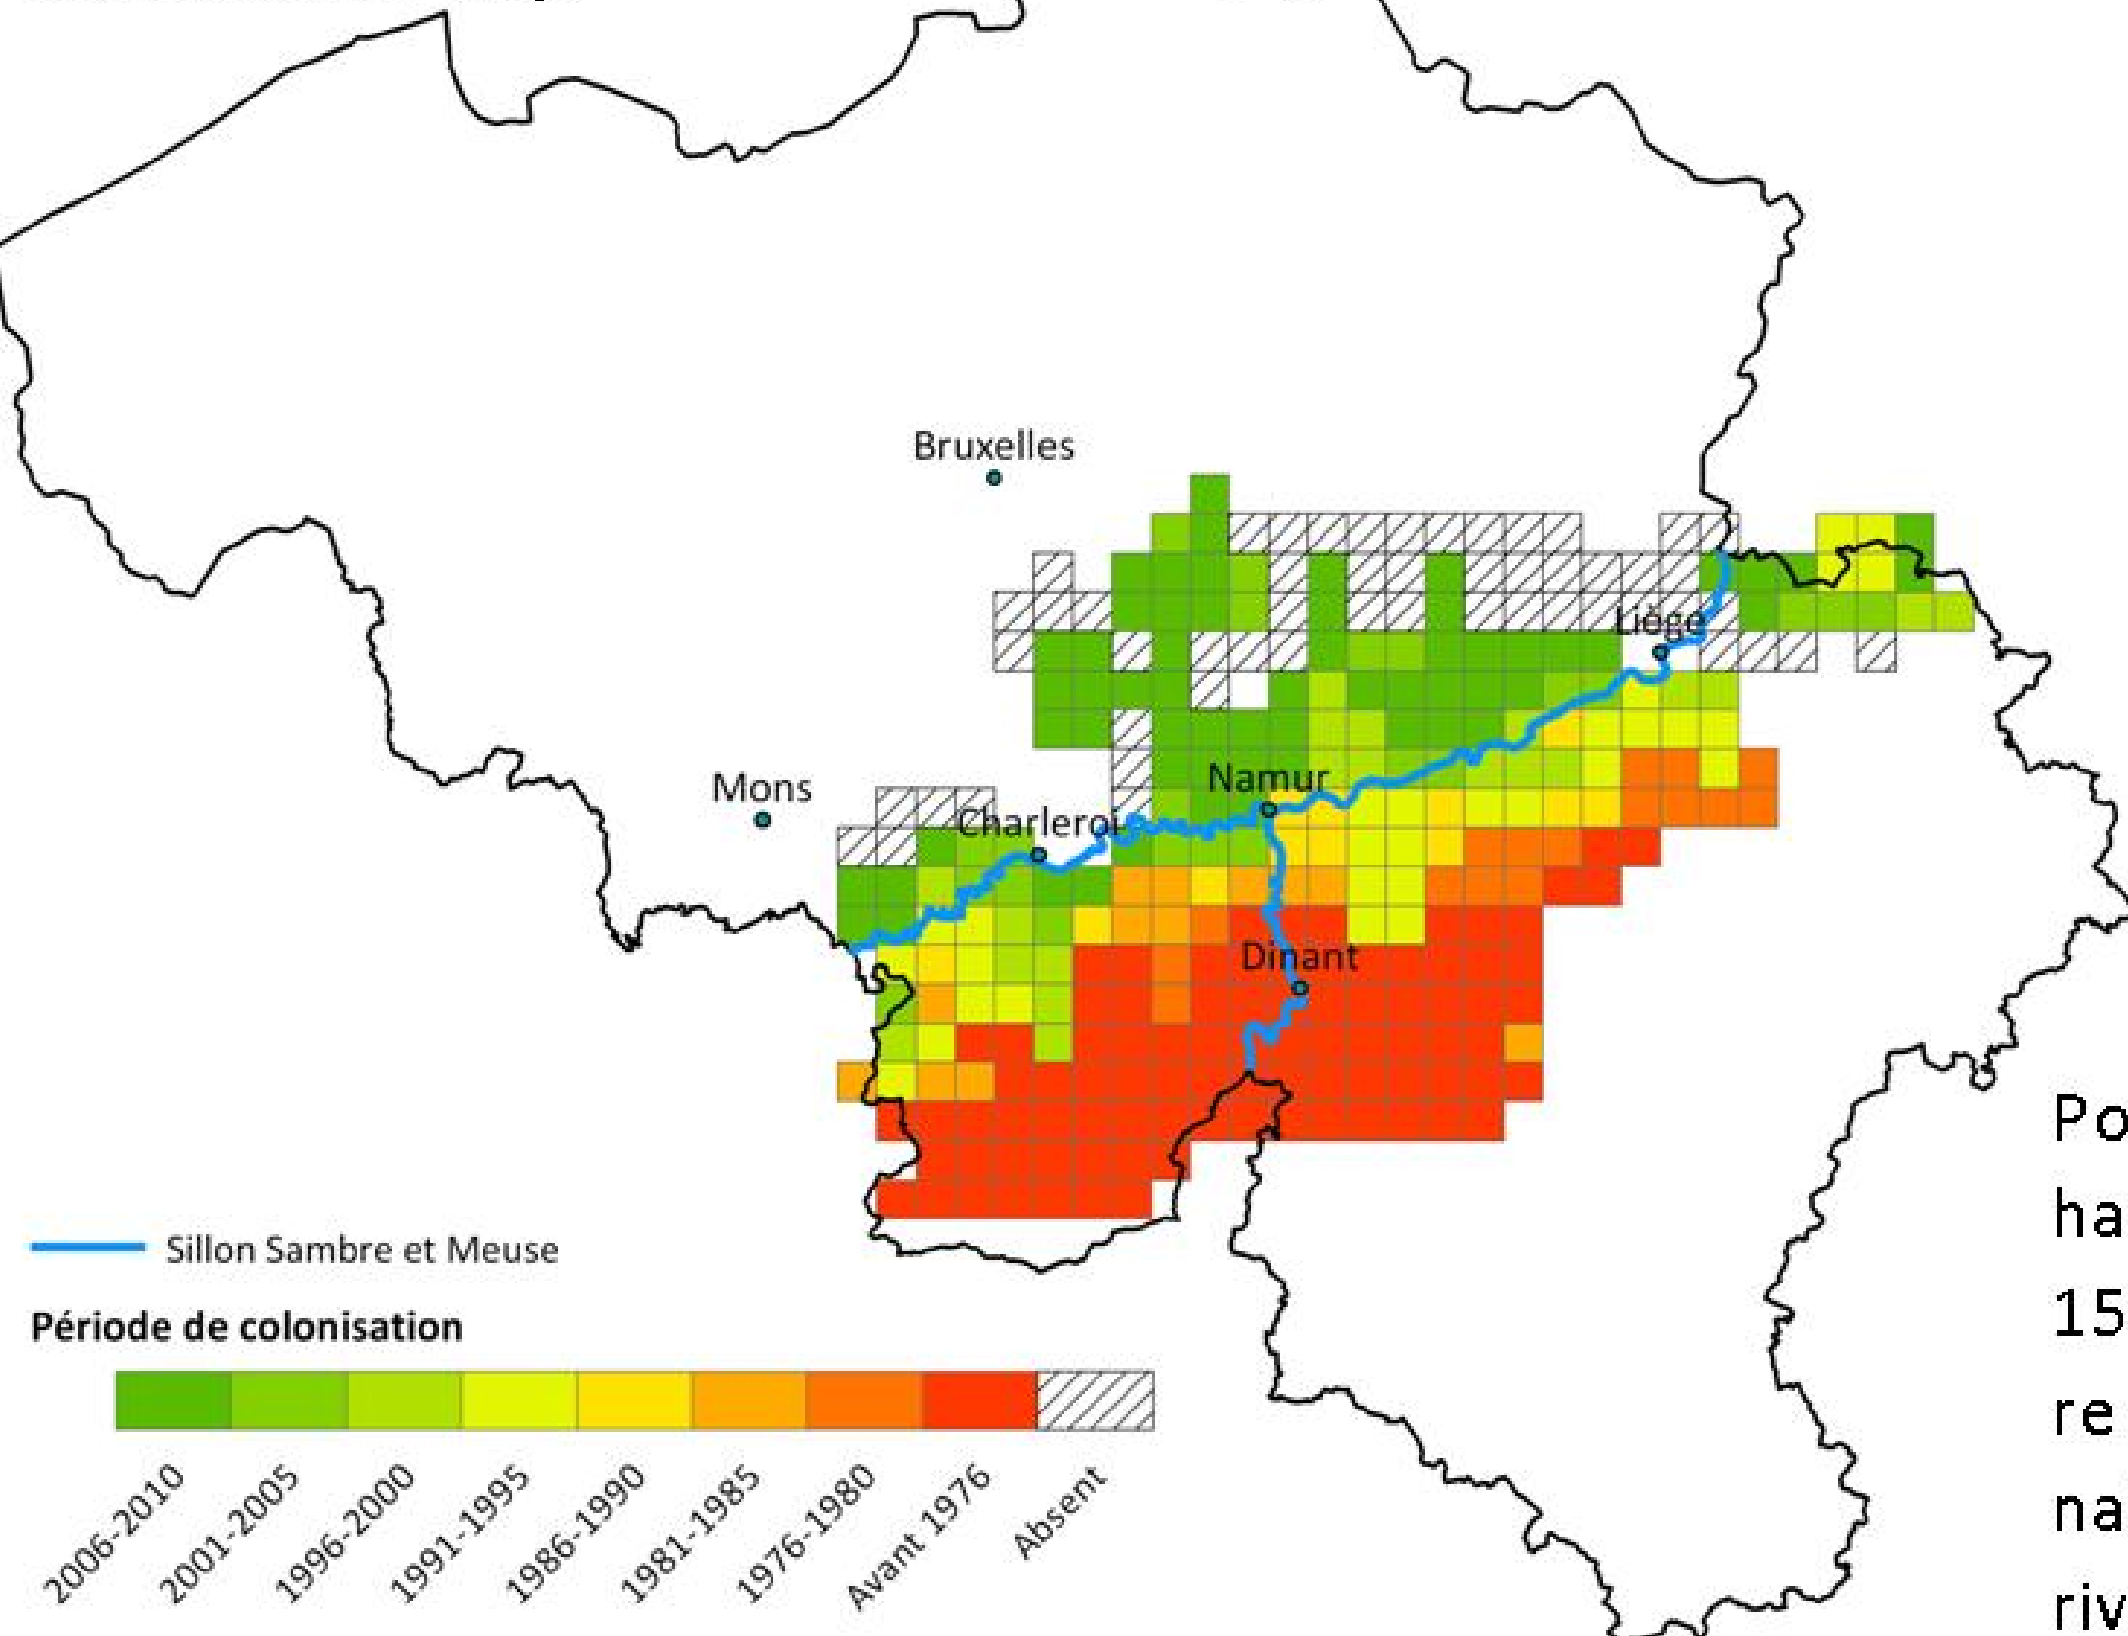 Bruxelles
Liège
Mons
Namur
Charleroi
Dinant
Sillon Sambre et Meuse
Période de colonisation
2006-2010
2001-2005
1996-2000
1991-1995
1986-1990
1981-1985
1976-1980
Avant 1976
Absent
Po
ha
15
re
na
riv